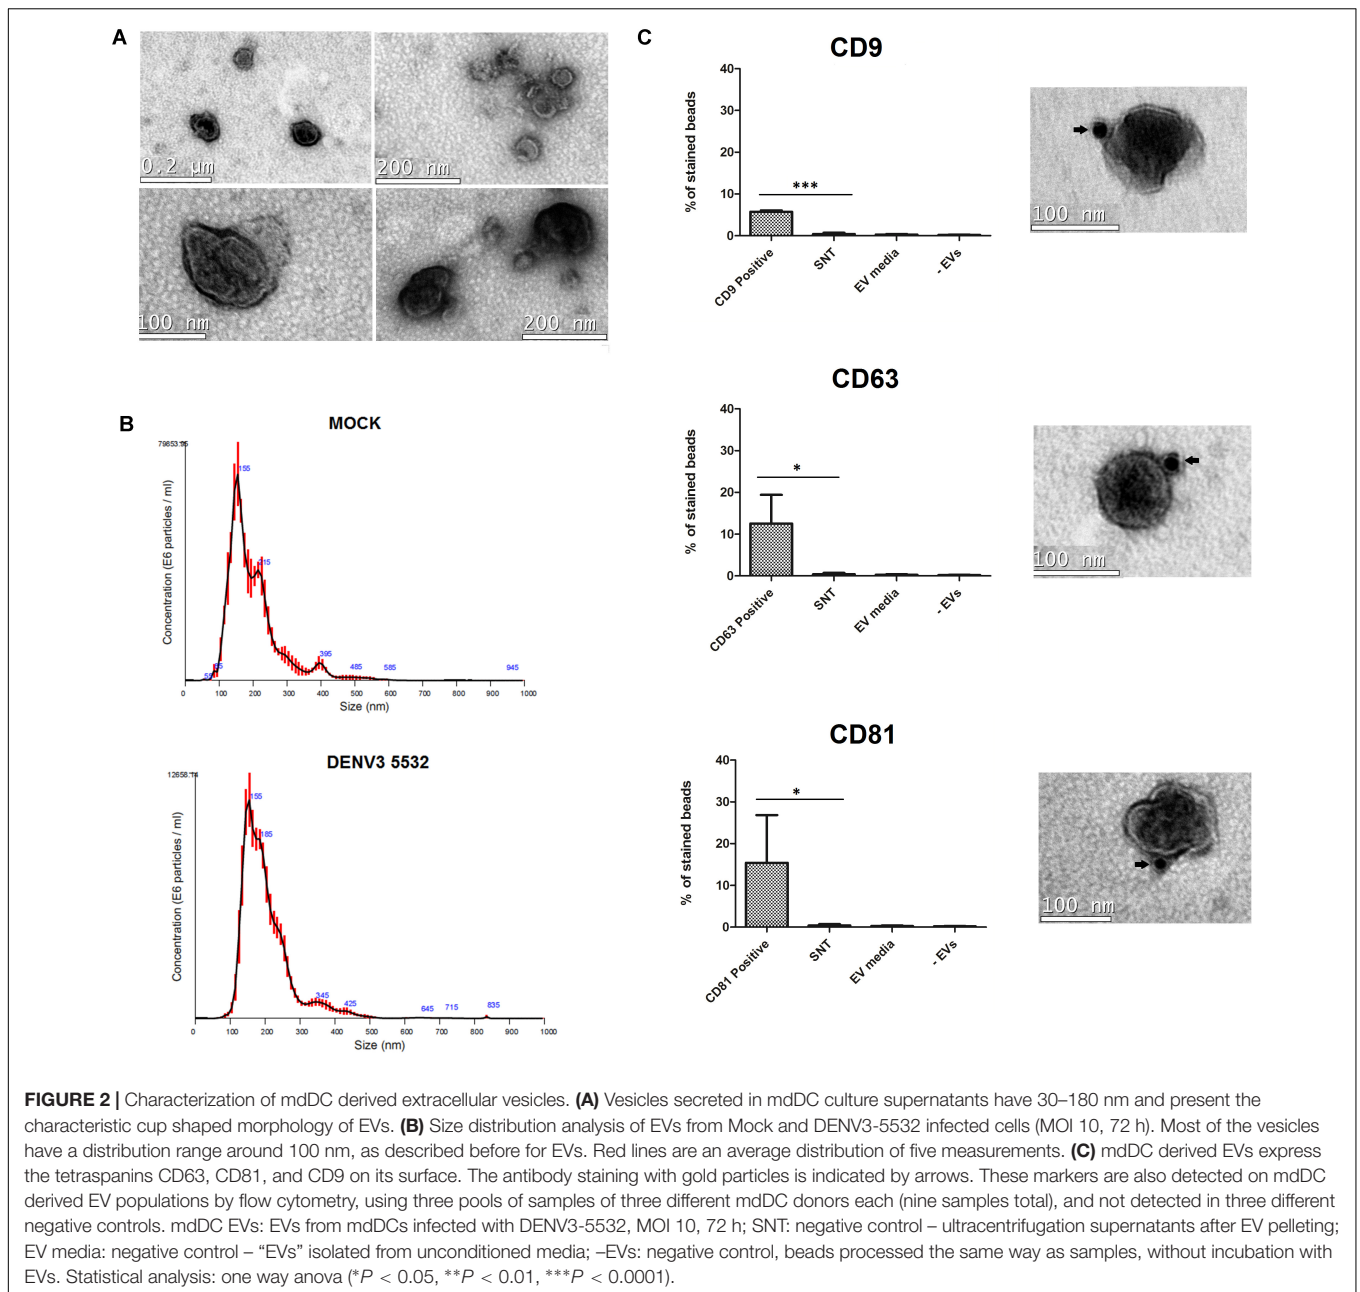 A
0.2 µm
200 nm
100 nm
200 nm
B
MOCK
79853.95
Concentration (E6 particles / ml)
155
215
55
95
395
485
585
945
0 100 200 300 400 500 600 700 800 900 1000
Size (nm)
DENV3 5532
12658.14
Concentration (E6 particles / ml)
155
185
345
425
645
715
835
0 100 200 300 400 500 600 700 800 900 1000
Size (nm)
C
CD9
% of stained beads
40
30
20
10
0
***
CD9 Positive
SNT
EV media
- EVs
100 nm
CD63
% of stained beads
40
30
20
10
0
*
CD63 Positive
SNT
EV media
- EVs
100 nm
CD81
% of stained beads
40
30
20
10
0
*
CD81 Positive
SNT
EV media
- EVs
100 nm
FIGURE 2 | Characterization of mdDC derived extracellular vesicles. (A) Vesicles secreted in mdDC culture supernatants have 30–180 nm and present the
characteristic cup shaped morphology of EVs. (B) Size distribution analysis of EVs from Mock and DENV3-5532 infected cells (MOI 10, 72 h). Most of the vesicles
have a distribution range around 100 nm, as described before for EVs. Red lines are an average distribution of five measurements. (C) mdDC derived EVs express
the tetraspanins CD63, CD81, and CD9 on its surface. The antibody staining with gold particles is indicated by arrows. These markers are also detected on mdDC
derived EV populations by flow cytometry, using three pools of samples of three different mdDC donors each (nine samples total), and not detected in three different
negative controls. mdDC EVs: EVs from mdDCs infected with DENV3-5532, MOI 10, 72 h; SNT: negative control – ultracentrifugation supernatants after EV pelleting;
EV media: negative control – “EVs” isolated from unconditioned media; –EVs: negative control, beads processed the same way as samples, without incubation with
EVs. Statistical analysis: one way anova (*P < 0.05, **P < 0.01, ***P < 0.0001).